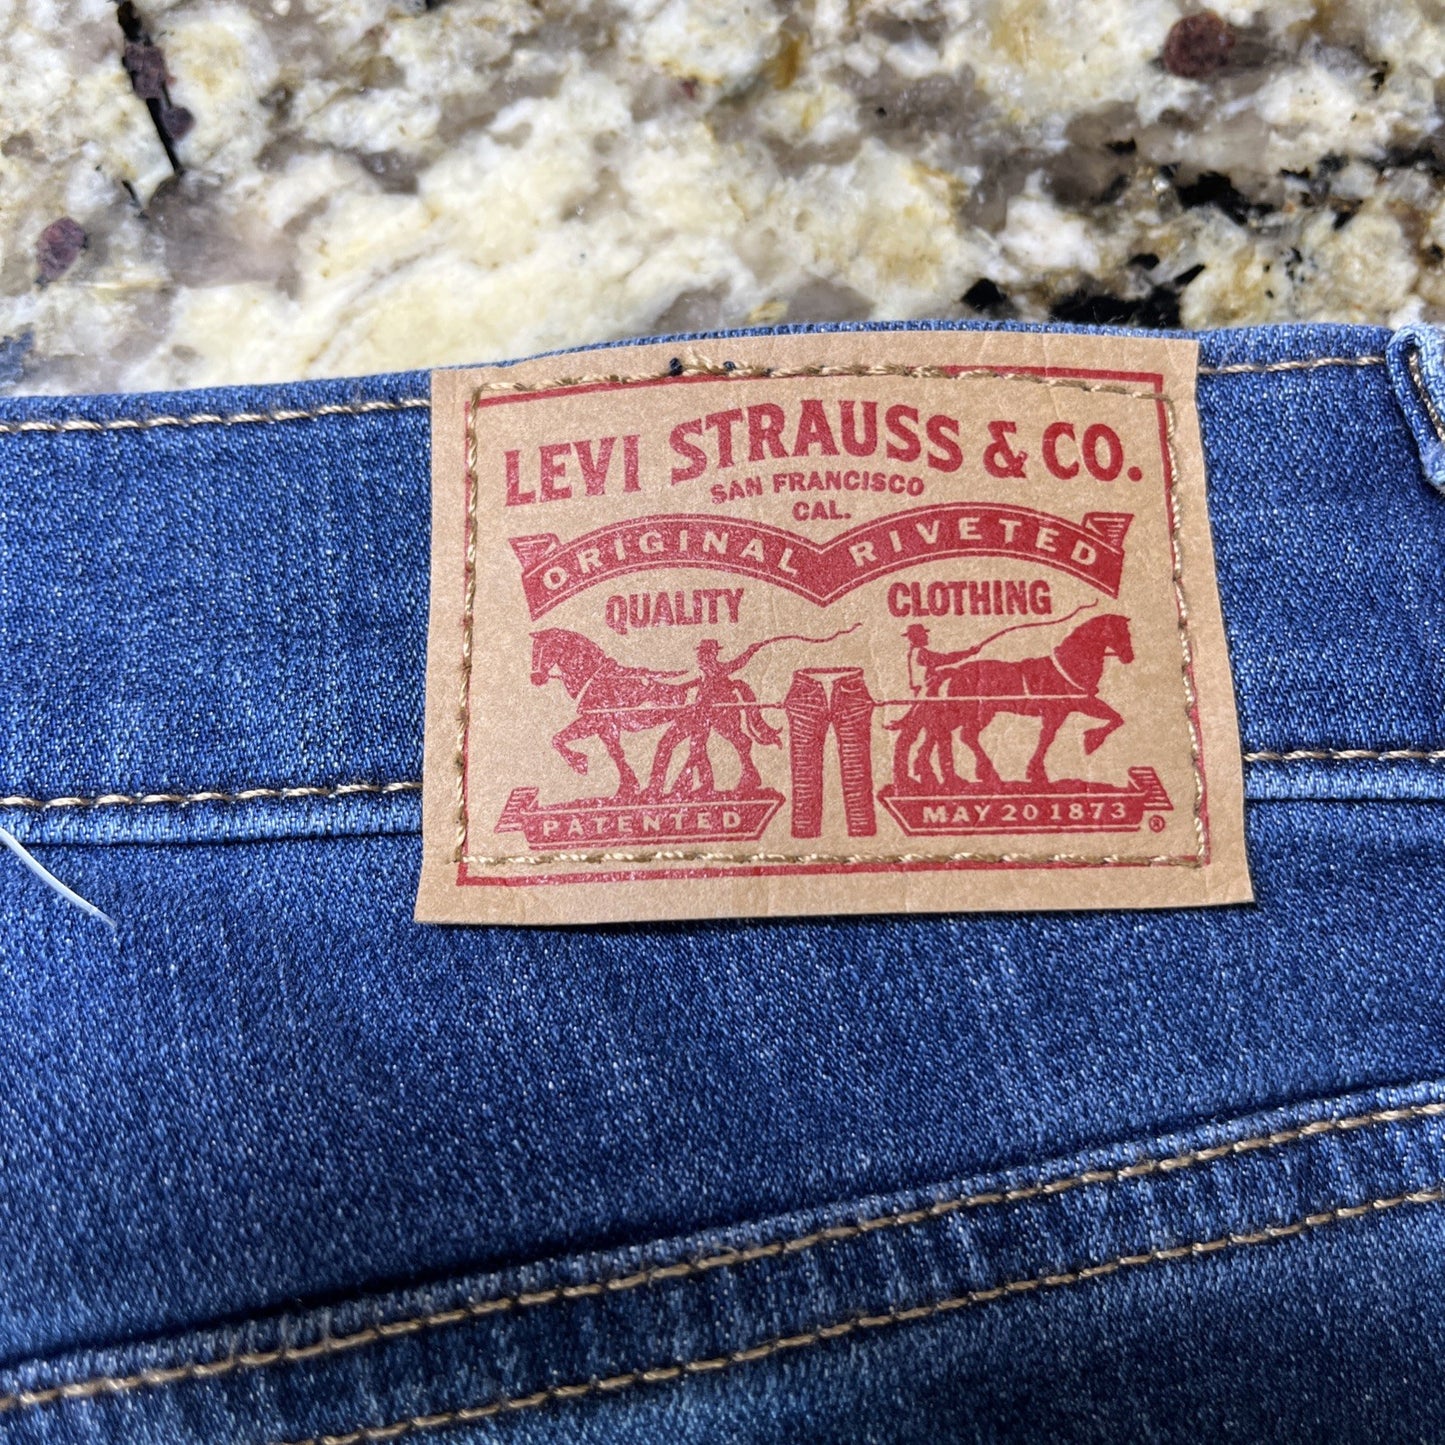 LEVI STRAUSS & CO.
SAN FRANCISCO
CAL.
ORIGINAL RIVETED
QUALITY CLOTHING
PATENTED MAY 20 1873 ®